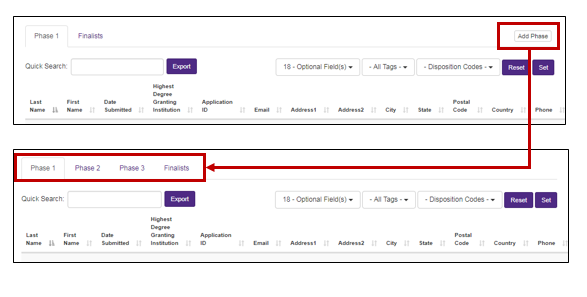 Phase 1 Finalists Add Phase
Quick Search: Export 18 - Optional Field(s) - All Tags - - Disposition Codes - Reset Set
Last Name First Name Date Submitted Highest Degree Granting Institution Application ID Email Address1 Address2 City State Postal Code Country Phone
Phase 1 Phase 2 Phase 3 Finalists
Quick Search: Export 18 - Optional Field(s) - All Tags - - Disposition Codes - Reset Set
Last Name First Name Date Submitted Highest Degree Granting Institution Application ID Email Address1 Address2 City State Postal Code Country Phone